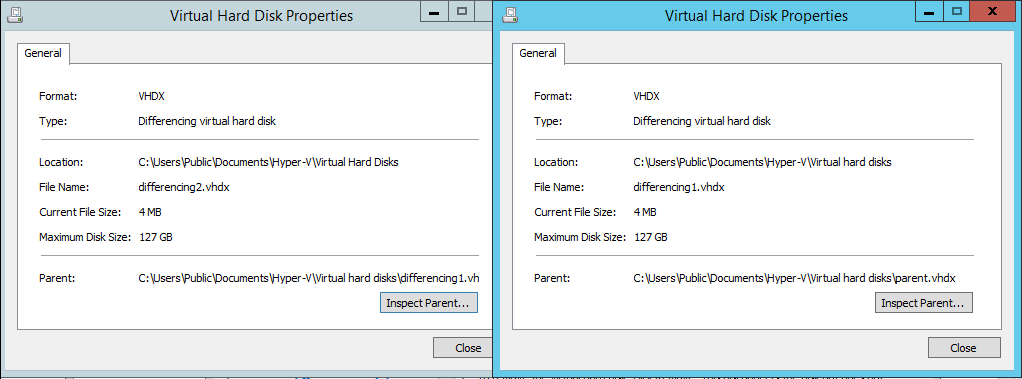 Virtual Hard Disk Properties
General
Format: VHDX
Type: Differencing virtual hard disk
Location: C:\Users\Public\Documents\Hyper-V\Virtual Hard Disks
File Name: differencing2.vhdx
Current File Size: 4 MB
Maximum Disk Size: 127 GB
Parent: C:\Users\Public\Documents\Hyper-V\Virtual hard disks\differencing1.vh
Inspect Parent...
Close
Virtual Hard Disk Properties
General
Format: VHDX
Type: Differencing virtual hard disk
Location: C:\Users\Public\Documents\Hyper-V\Virtual hard disks
File Name: differencing1.vhdx
Current File Size: 4 MB
Maximum Disk Size: 127 GB
Parent: C:\Users\Public\Documents\Hyper-V\Virtual hard disks\parent.vhdx
Inspect Parent...
Close